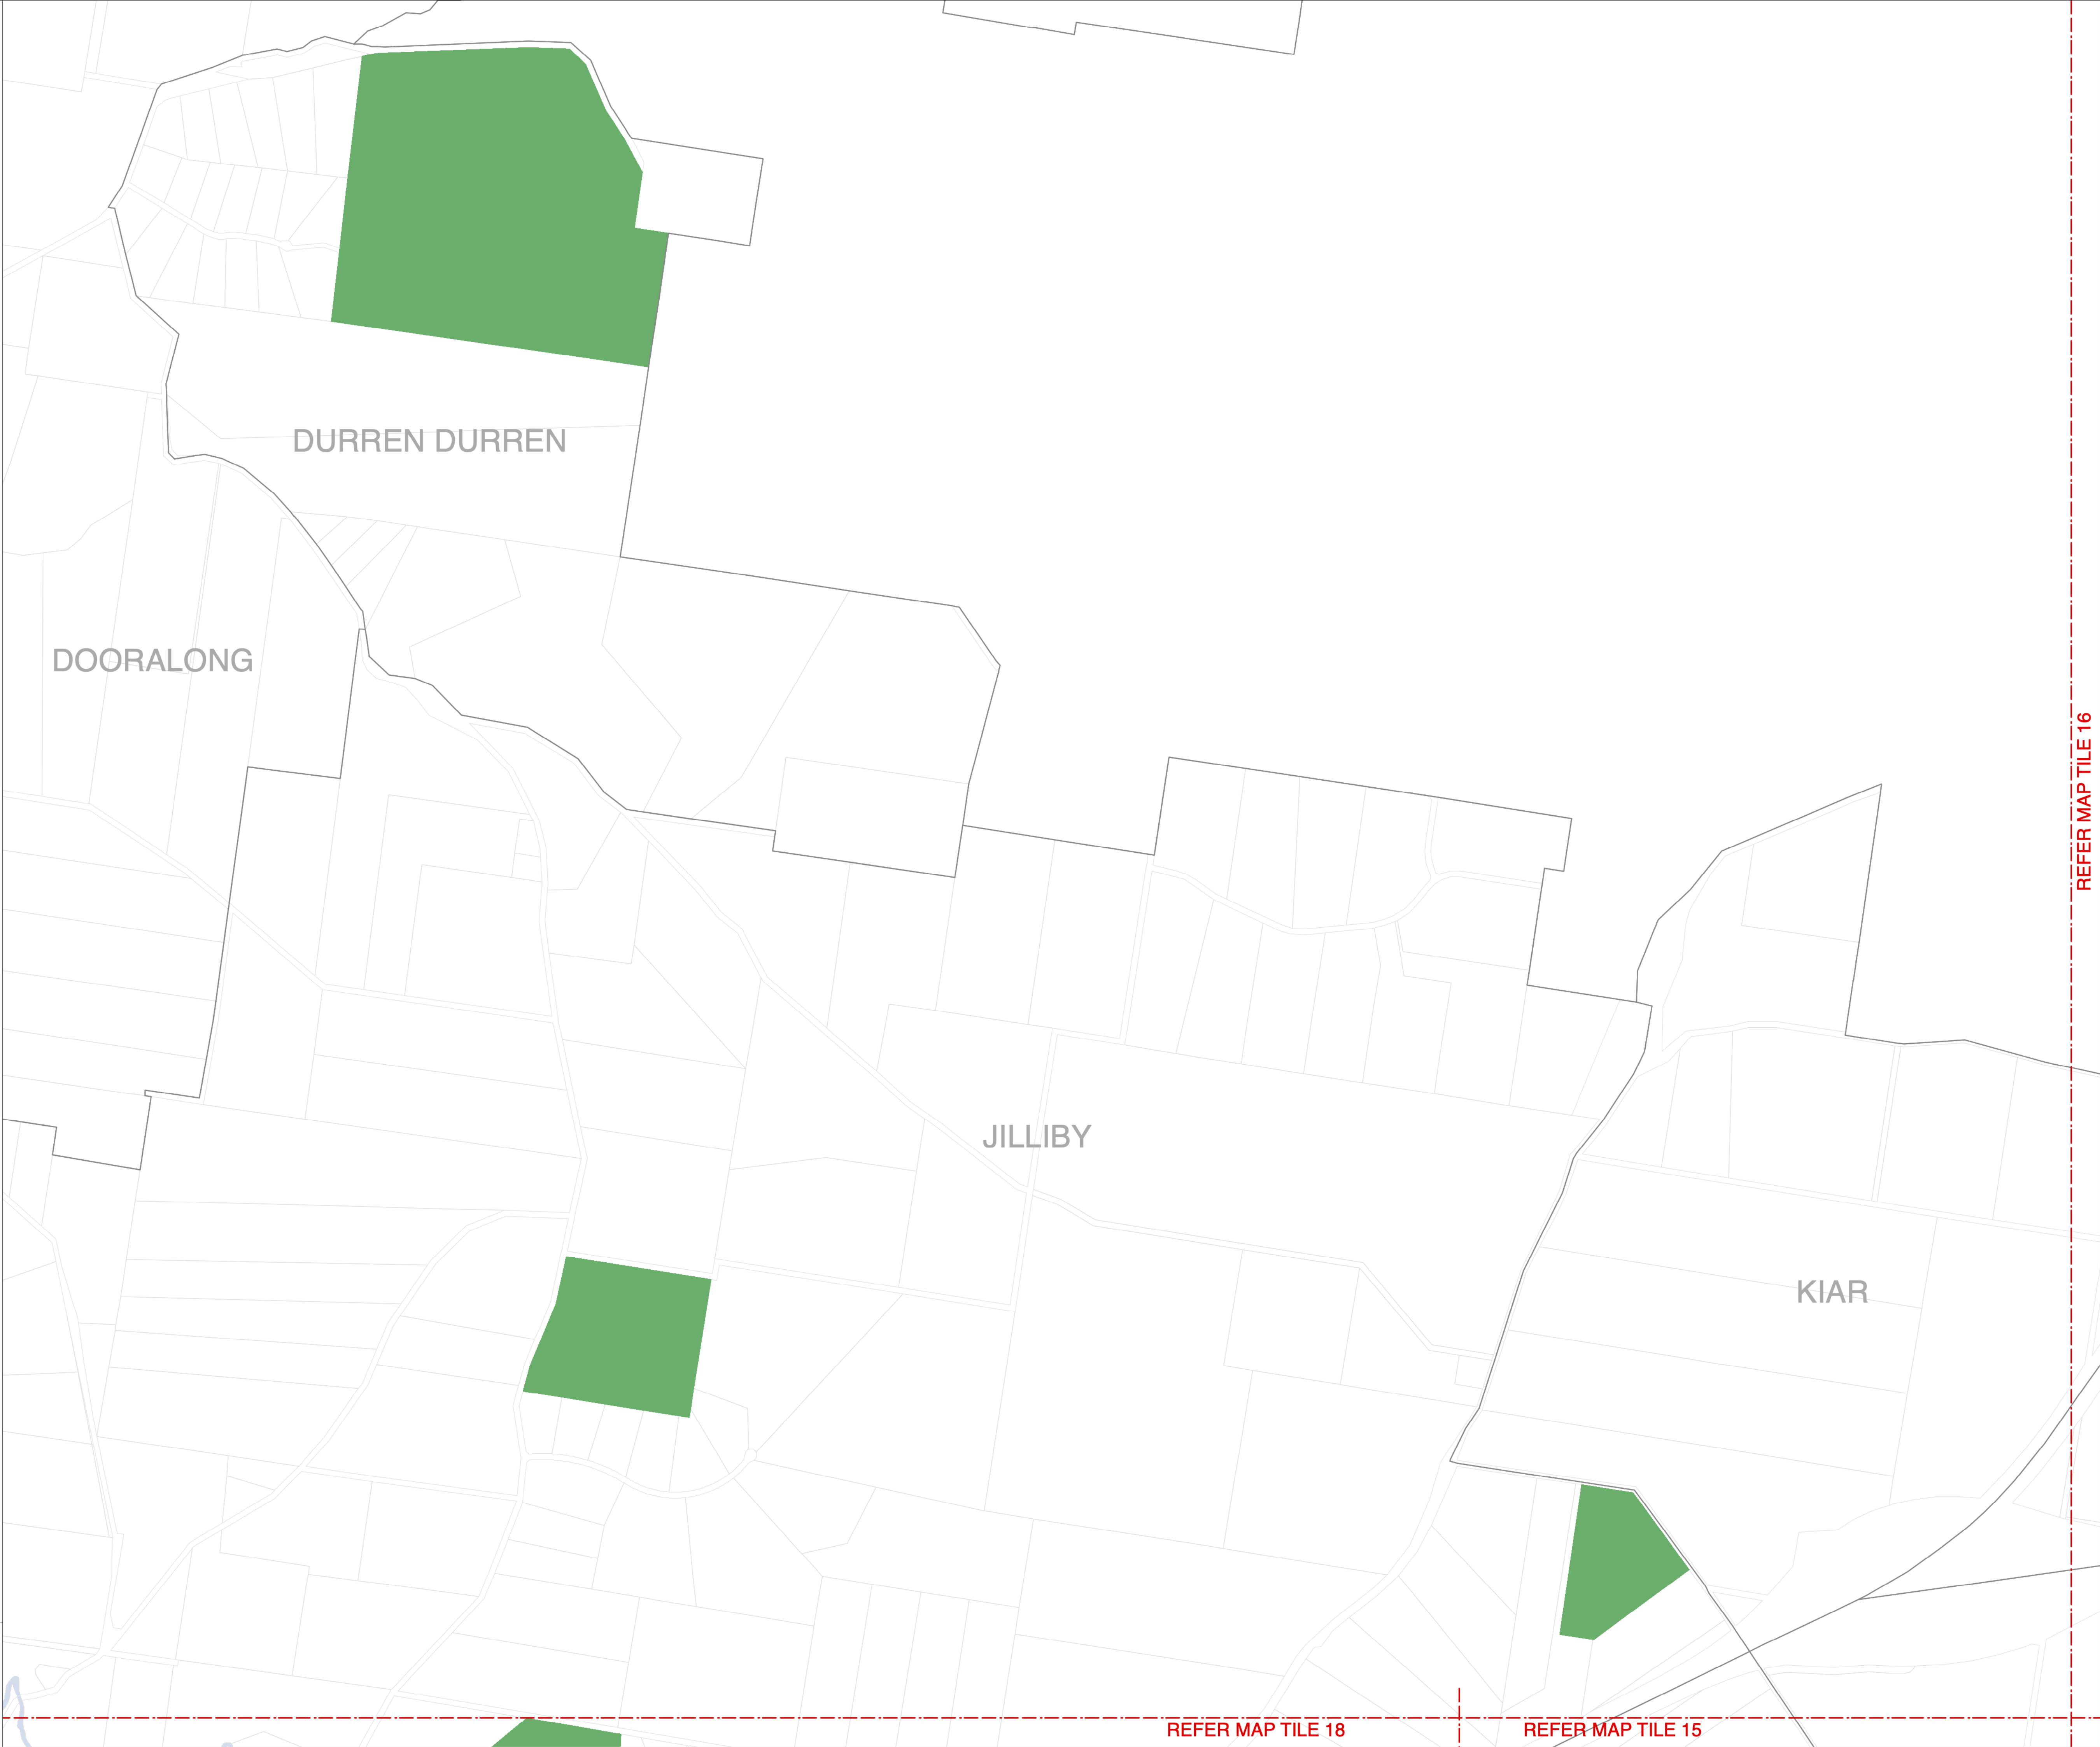 DURREN DURREN
DOORALONG
REFER MAP TILE 16
JILLIBY
KIAR
REFER MAP TILE 18
REFER MAP TILE 15